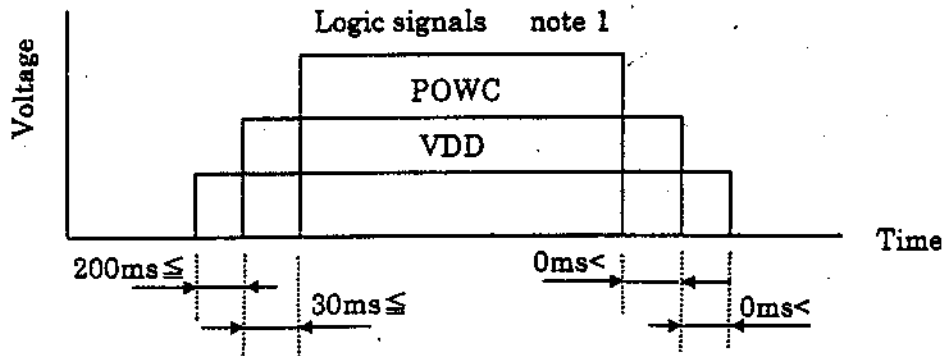 Logic signals note 1
POWC
VDD
Voltage
Time
200ms≦
0ms<
30ms≦
0ms<